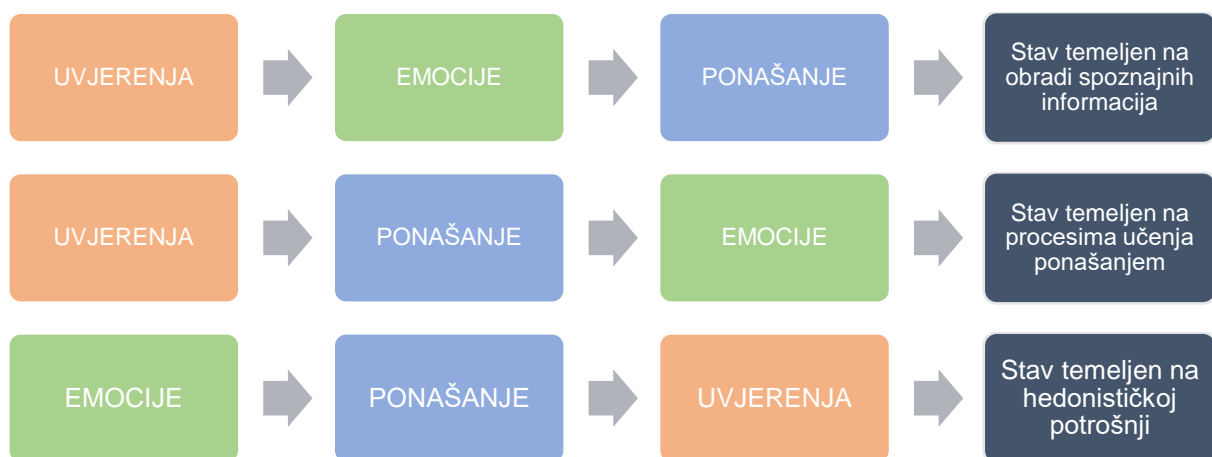 UVJERENJA
EMOCIJE
PONAŠANJE
Stav temeljen na
obradi spoznajnih
informacija
UVJERENJA
PONAŠANJE
EMOCIJE
Stav temeljen na
procesima učenja
ponašanjem
EMOCIJE
PONAŠANJE
UVJERENJA
Stav temeljen na
hedonističkoj
potrošnji